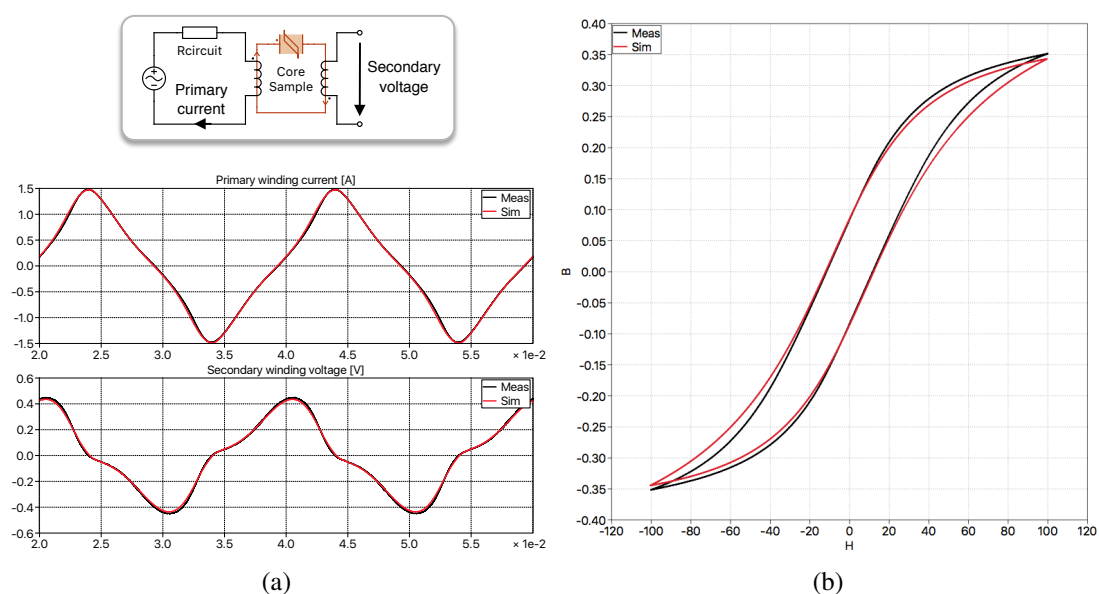 Rcircuit
Core
Sample
Primary
current
Secondary
voltage
Primary winding current [A]
Meas
Sim
1.5
1.0
0.5
0.0
-0.5
-1.0
-1.5
2.0 2.5 3.0 3.5 4.0 4.5 5.0 × 1e-2
Secondary winding voltage [V]
Meas
Sim
0.6
0.4
0.2
0.0
-0.2
-0.4
-0.6
2.0 2.5 3.0 3.5 4.0 4.5 5.0 × 1e-2
(a)
Meas
Sim
0.40
0.35
0.30
0.25
0.20
0.15
0.10
0.05
0.00
-0.05
-0.10
-0.15
-0.20
-0.25
-0.30
-0.35
-0.40
B
-120 -100 -80 -60 -40 -20 0 20 40 60 80 100 120
H
(b)